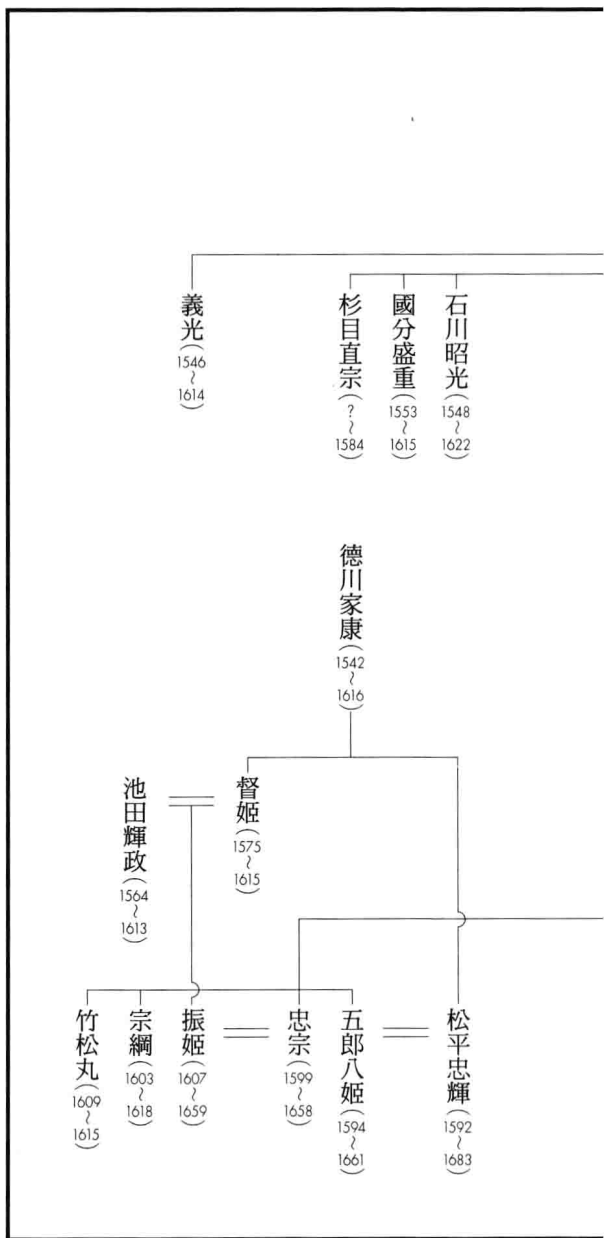 石川昭光（1548〜1622）
國分盛重（1553〜1615）
杉目直宗（?〜1584）
義光（1546〜1614）
德川家康（1542〜1616）
督姬（1575〜1615）
池田輝政（1564〜1613）
松平忠輝（1592〜1683）
五郎八姬（1594〜1661）
忠宗（1599〜1658）
振姬（1607〜1659）
宗綱（1603〜1618）
竹松丸（1609〜1615）